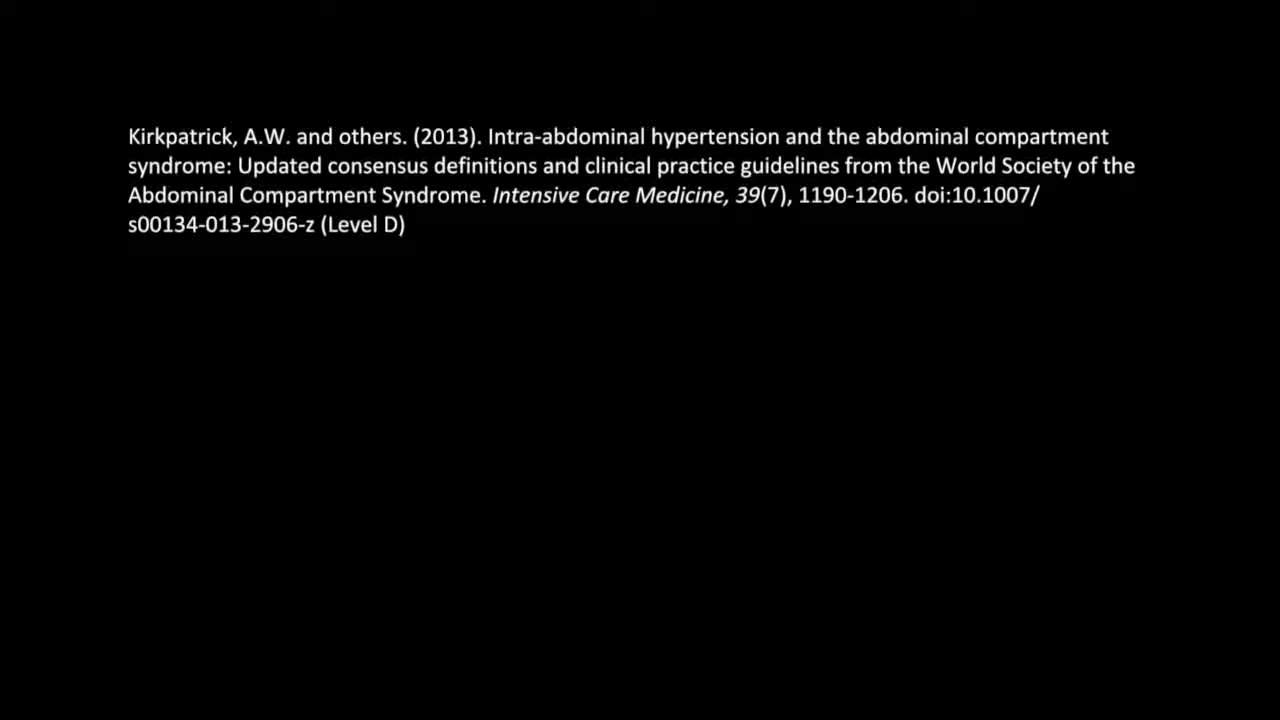 Kirkpatrick, A.W. and others. (2013). Intra-abdominal hypertension and the abdominal compartment
syndrome: Updated consensus definitions and clinical practice guidelines from the World Society of the
Abdominal Compartment Syndrome. Intensive Care Medicine, 39(7), 1190-1206. doi:10.1007/
s00134-013-2906-z (Level D)